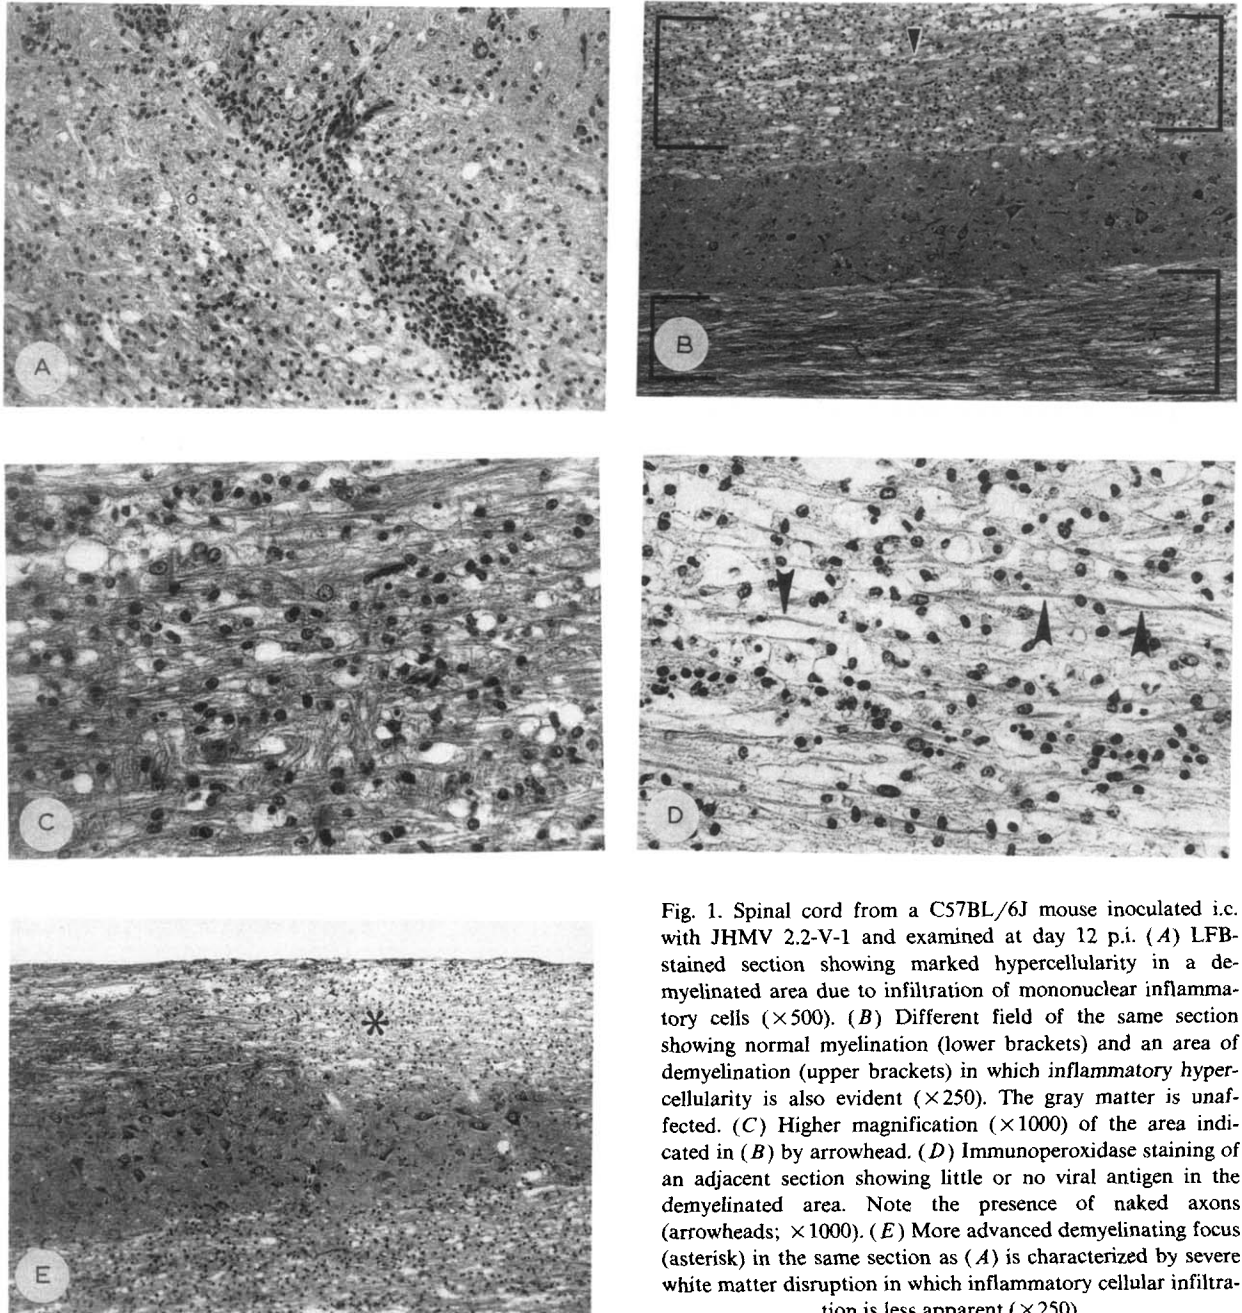 A
B
C
D
E
*
Fig. 1. Spinal cord from a C57BL/6J mouse inoculated i.c.
with JHMV 2.2-V-1 and examined at day 12 p.i. (A) LFB-
stained section showing marked hypercellularity in a de-
myelinated area due to infiltration of mononuclear inflamma-
tory cells (×500). (B) Different field of the same section
showing normal myelination (lower brackets) and an area of
demyelination (upper brackets) in which inflammatory hyper-
cellularity is also evident (×250). The gray matter is unaf-
fected. (C) Higher magnification (×1000) of the area indi-
cated in (B) by arrowhead. (D) Immunoperoxidase staining of
an adjacent section showing little or no viral antigen in the
demyelinated area. Note the presence of naked axons
(arrowheads; ×1000). (E) More advanced demyelinating focus
(asterisk) in the same section as (A) is characterized by severe
white matter disruption in which inflammatory cellular infiltra-
tion is less apparent (×250).